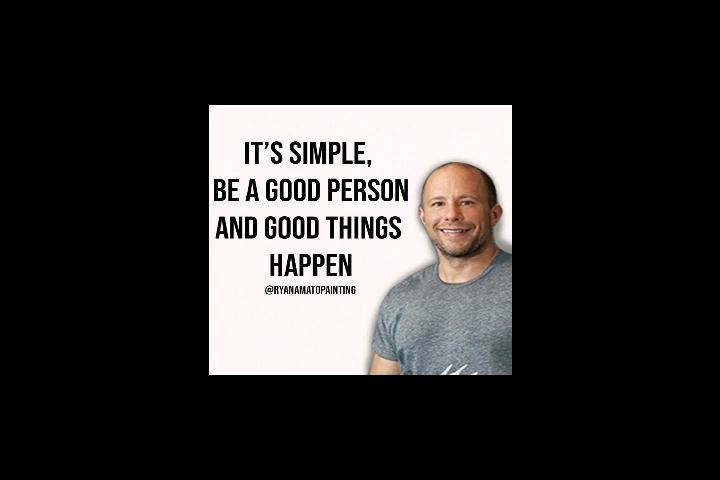 IT'S SIMPLE,
BE A GOOD PERSON
AND GOOD THINGS
HAPPEN
@RYANAMATOPAINTING